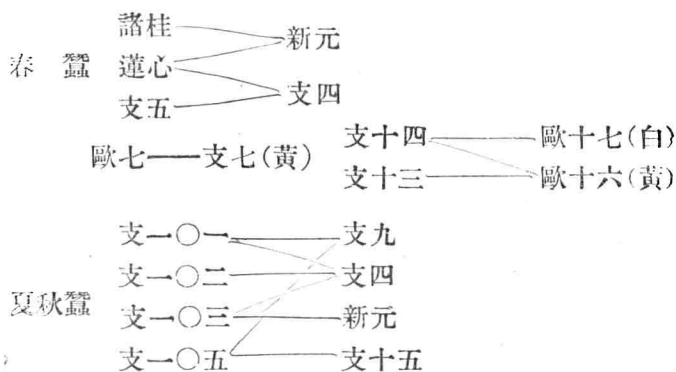 諸桂 新元
春蠶 蓮心
支五 支四
歐七——支七(黃)
支十四 歐十七(白)
支十三 歐十六(黃)
支一〇一 支九
支一〇二 支四
夏秋蠶 支一〇三 新元
支一〇五 支十五